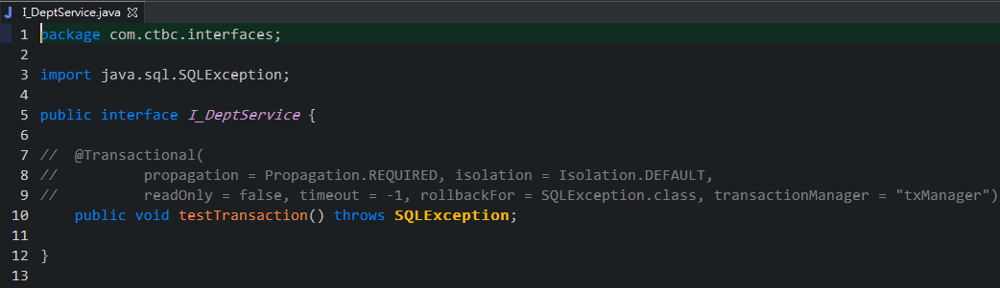 I_DeptService.java
1 package com.ctbc.interfaces;
2
3 import java.sql.SQLException;
4
5 public interface I_DeptService {
6
7 //  @Transactional(
8 //          propagation = Propagation.REQUIRED, isolation = Isolation.DEFAULT,
9 //          readOnly = false, timeout = -1, rollbackFor = SQLException.class, transactionManager = "txManager")
10     public void testTransaction() throws SQLException;
11
12 }
13